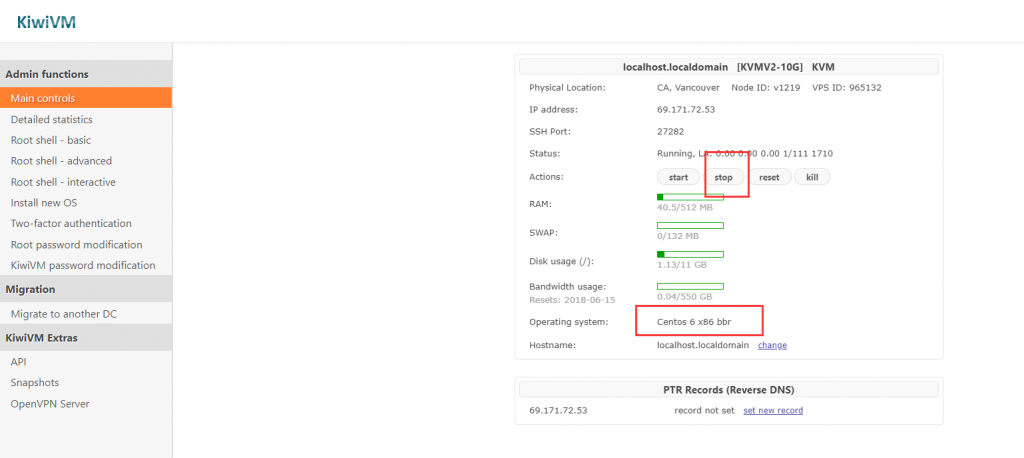 KiwiVM
Admin functions
Main controls
Detailed statistics
Root shell - basic
Root shell - advanced
Root shell - interactive
Install new OS
Two-factor authentication
Root password modification
KiwiVM password modification
Migration
Migrate to another DC
KiwiVM Extras
API
Snapshots
OpenVPN Server
localhost.localdomain [KVMV2-10G] KVM
Physical Location: CA, Vancouver Node ID: v1219 VPS ID: 965132
IP address: 69.171.72.53
SSH Port: 27282
Status: Running, LA: 0.00 0.00 0.00 1/111 1710
Actions: start stop reset kill
RAM:
40.5/512 MB
SWAP:
0/132 MB
Disk usage (/):
1.13/11 GB
Bandwidth usage:
Resets: 2018-06-15 0.04/550 GB
Operating system: Centos 6 x86 bbr
Hostname: localhost.localdomain change
PTR Records (Reverse DNS)
69.171.72.53 record not set set new record